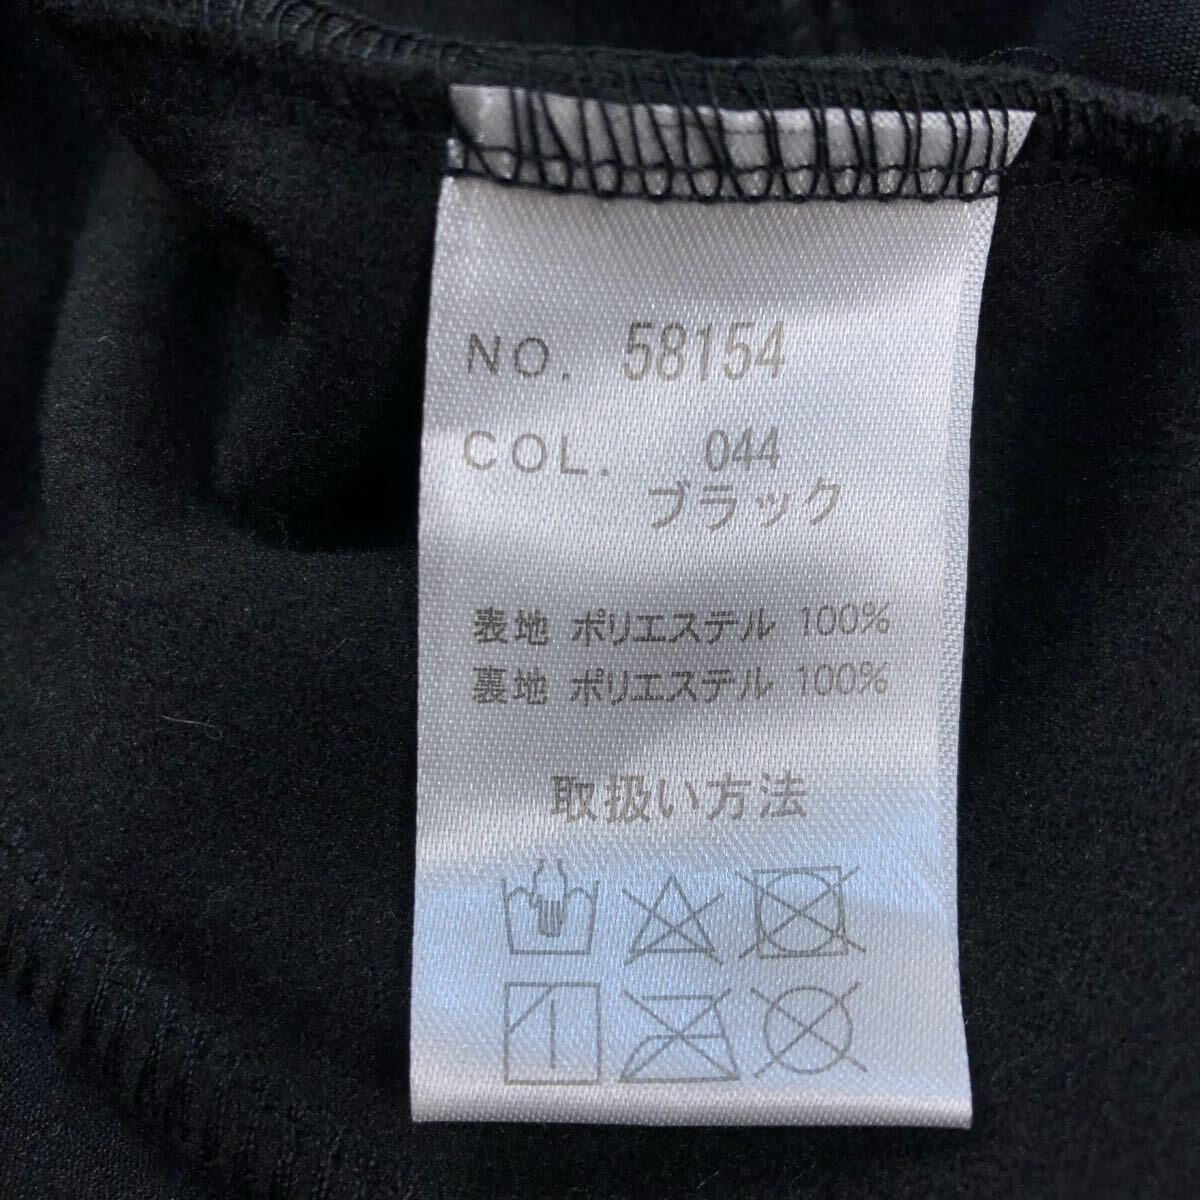 NO. 58154
COL. 044
ブラック
表地 ポリエステル 100%
裏地 ポリエステル 100%
取扱い方法